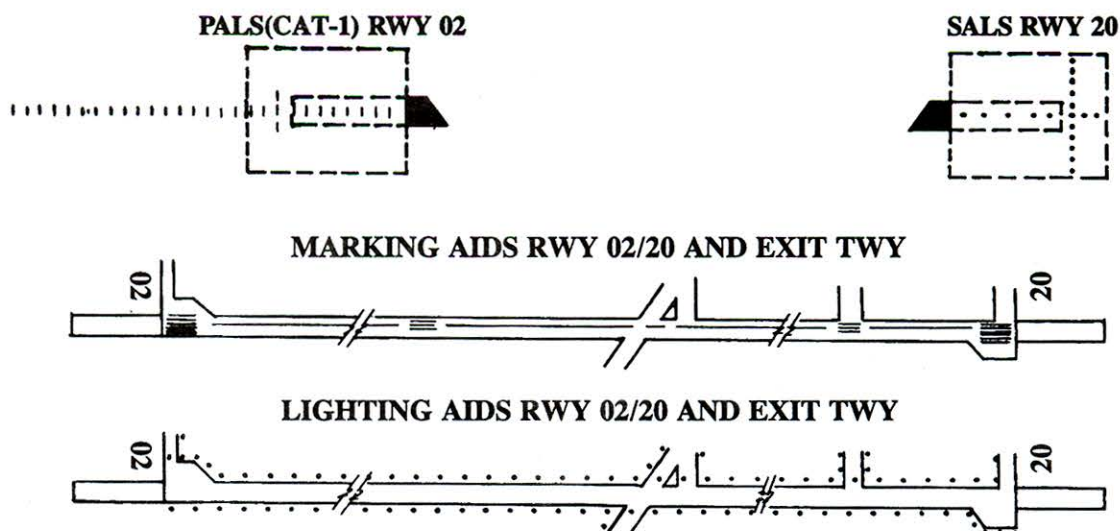 PALS(CAT-1) RWY 02
SALS RWY 20
MARKING AIDS RWY 02/20 AND EXIT TWY
02
20
LIGHTING AIDS RWY 02/20 AND EXIT TWY
02
20